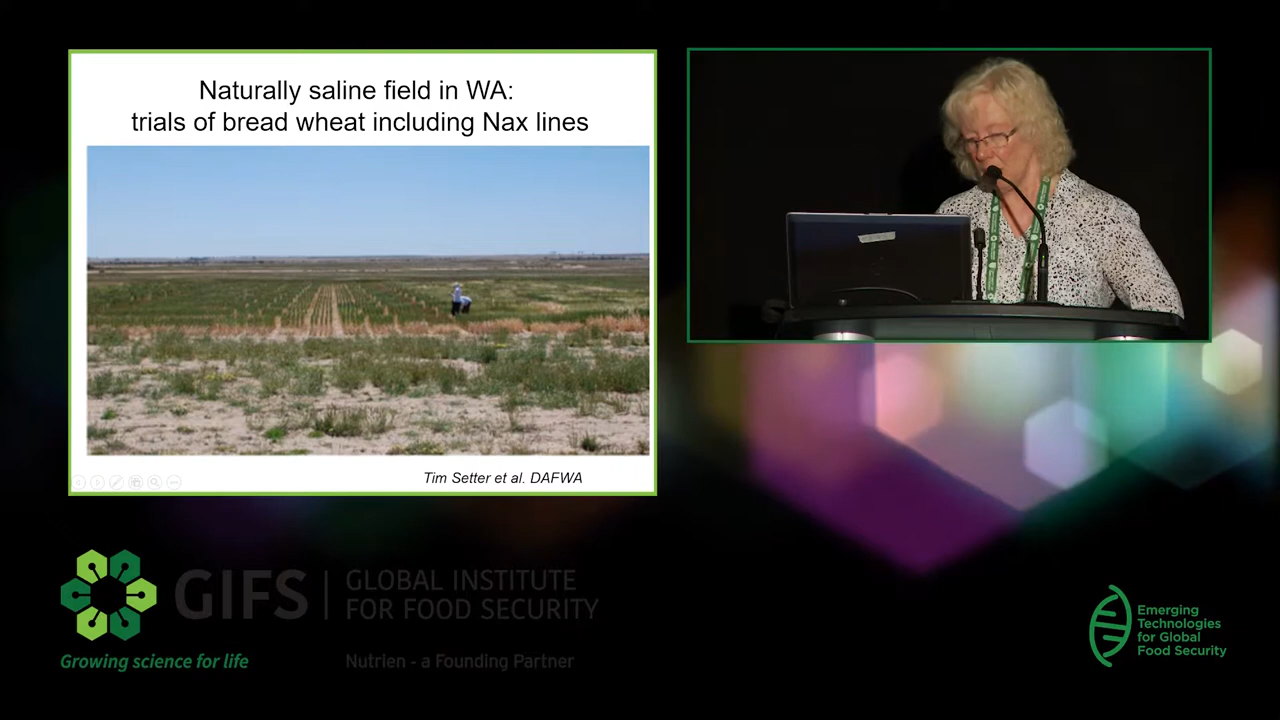 Naturally saline field in WA:
trials of bread wheat including Nax lines
Tim Setter et al. DAFWA
GIFS
GLOBAL INSTITUTE
FOR FOOD SECURITY
Growing science for life
Nutrien - a Founding Partner
Emerging
Technologies
for Global
Food Security